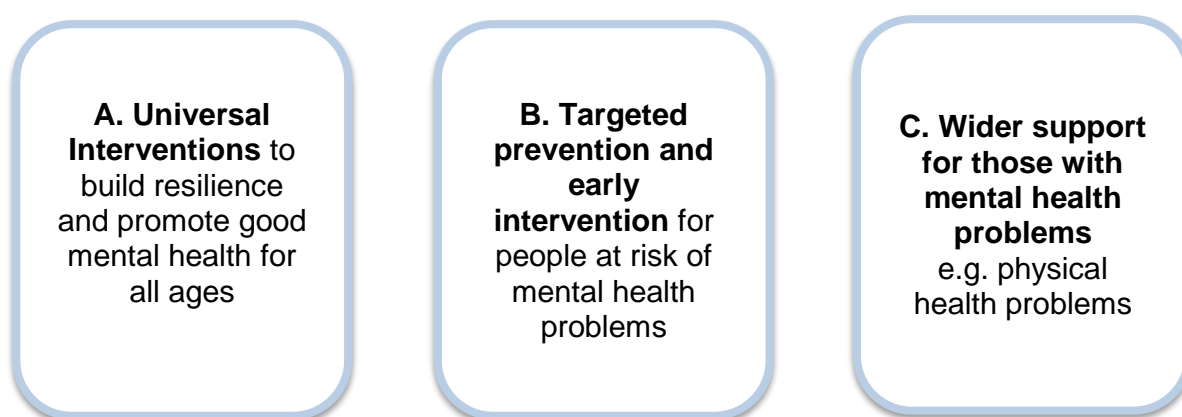 A. Universal
Interventions to
build resilience
and promote good
mental health for
all ages
B. Targeted
prevention and
early
intervention for
people at risk of
mental health
problems
C. Wider support
for those with
mental health
problems
e.g. physical
health problems